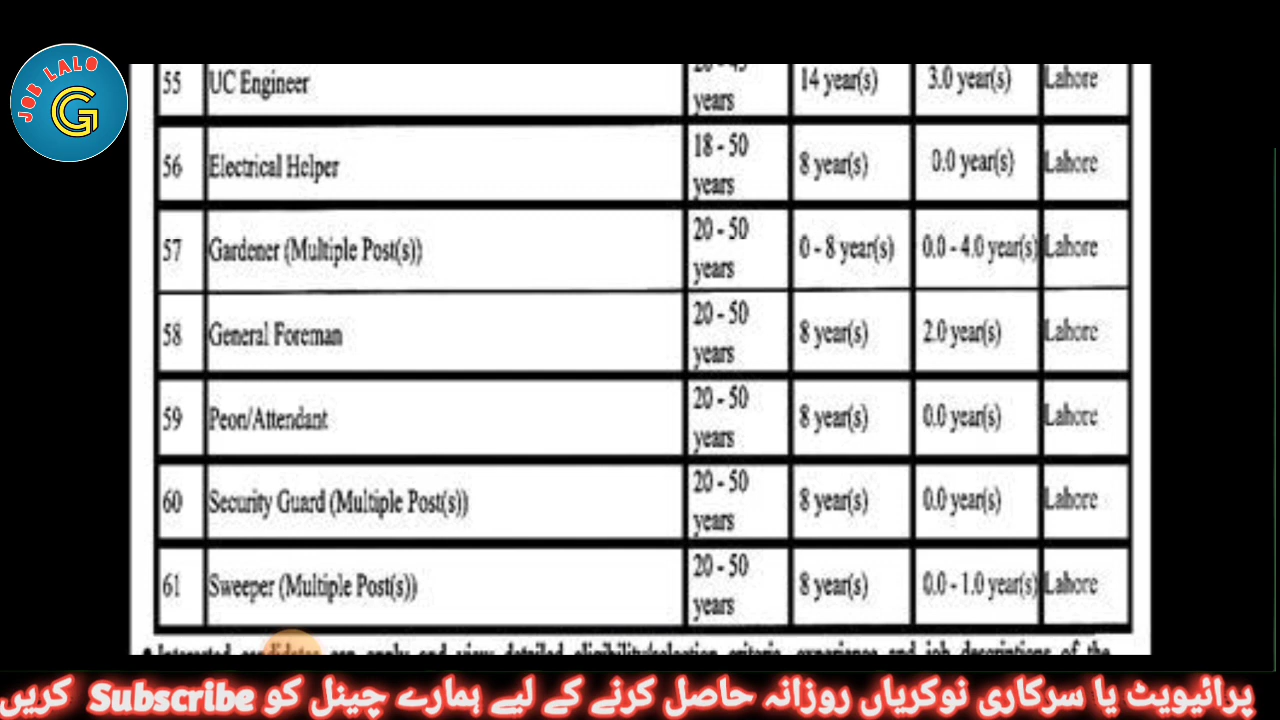 JOB LALO
G
55 UC Engineer years 14 year(s) 3.0 year(s) Lahore
56 Electrical Helper 18 - 50 years 8 year(s) 0.0 year(s) Lahore
57 Gardener (Multiple Post(s)) 20 - 50 years 0 - 8 year(s) 0.0 - 4.0 year(s) Lahore
58 General Foreman 20 - 50 years 8 year(s) 2.0 year(s) Lahore
59 Peon/Attendant 20 - 50 years 8 year(s) 0.0 year(s) Lahore
60 Security Guard (Multiple Post(s)) 20 - 50 years 8 year(s) 0.0 year(s) Lahore
61 Sweeper (Multiple Post(s)) 20 - 50 years 8 year(s) 0.0 - 1.0 year(s) Lahore
پرائیویٹ یا سرکاری نوکریاں روزانہ حاصل کرنے کے لیے ہمارے چینل کو Subscribe کریں